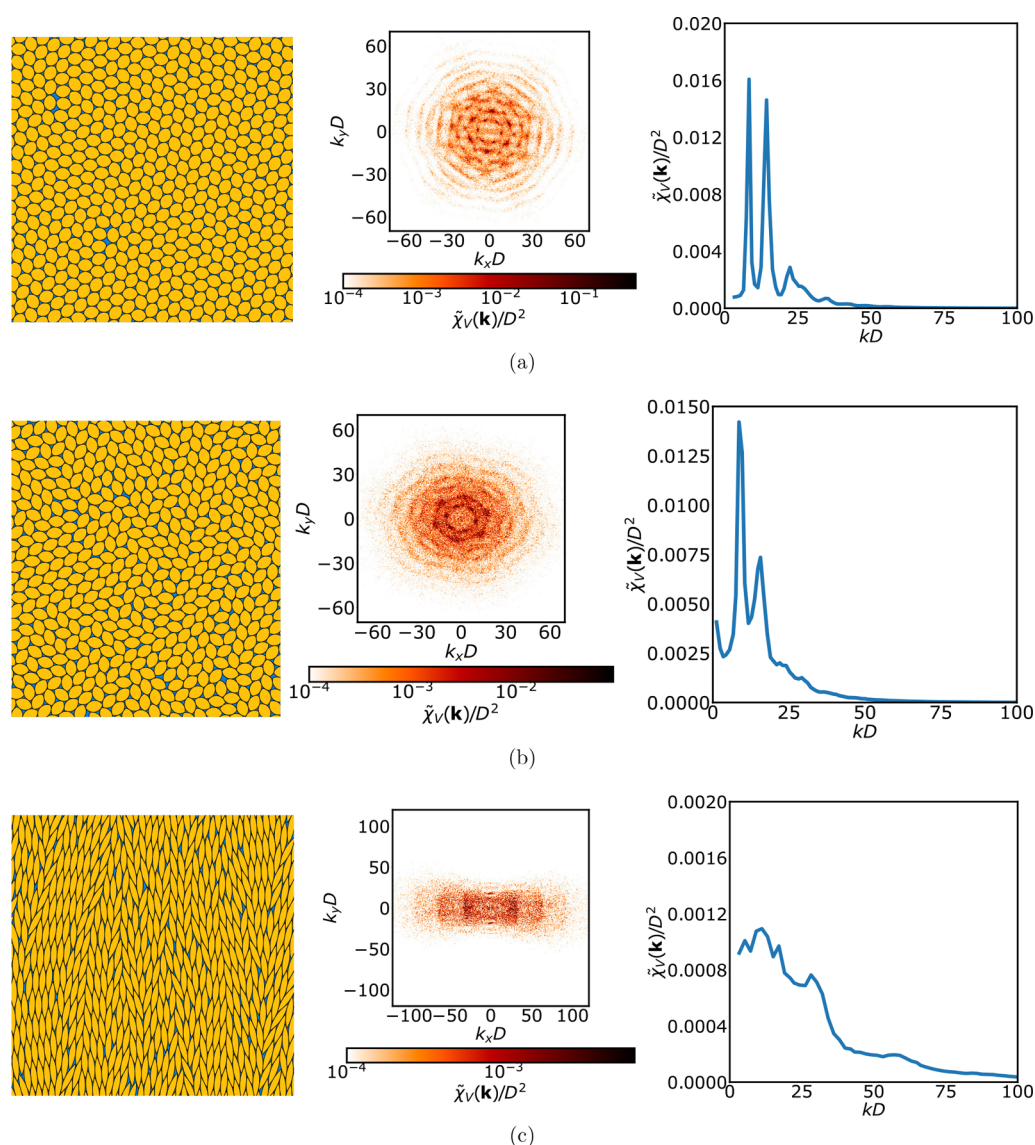 60
30
0
−30
−60
k_yD
−60 −30 0 30 60
k_xD
10^{-4} 10^{-3} 10^{-2} 10^{-1}
χ̃_V(𝐤)/D^2
0.020
0.016
0.012
0.008
0.004
0.000
χ̃_V(𝐤)/D^2
0 25 50 75 100
kD
(a)
60
30
0
−30
−60
k_yD
−60 −30 0 30 60
k_xD
10^{-4} 10^{-3} 10^{-2}
χ̃_V(𝐤)/D^2
0.0150
0.0125
0.0100
0.0075
0.0050
0.0025
0.0000
χ̃_V(𝐤)/D^2
0 25 50 75 100
kD
(b)
100
50
0
−50
−100
k_yD
−100 −50 0 50 100
k_xD
10^{-4} 10^{-3}
χ̃_V(𝐤)/D^2
0.0020
0.0016
0.0012
0.0008
0.0004
0.0000
χ̃_V(𝐤)/D^2
0 25 50 75 100
kD
(c)